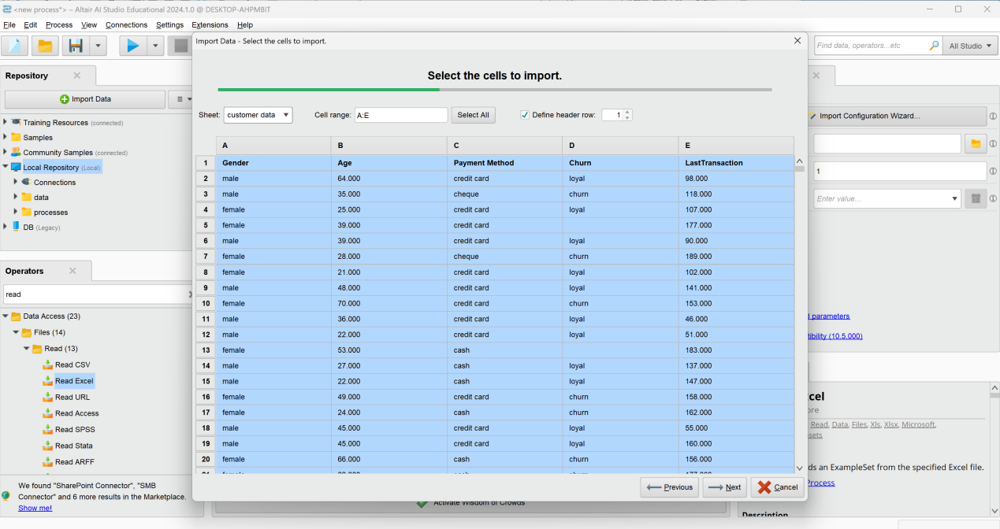 <new process*> – Altair AI Studio Educational 2024.1.0 @ DESKTOP-AHPMBIT
File Edit Process View Connections Settings Extensions Help
Find data, operators...etc
All Studio
Repository
Import Data
Training Resources (connected)
Samples
Community Samples (connected)
Local Repository (Local)
Connections
data
processes
DB (Legacy)
Operators
read
Data Access (23)
Files (14)
Read (13)
Read CSV
Read Excel
Read URL
Read Access
Read SPSS
Read Stata
Read ARFF
We found "SharePoint Connector", "SMB
Connector" and 6 more results in the Marketplace.
Show me!
Import Data - Select the cells to import.
Select the cells to import.
Sheet: customer data Cell range: A:E Select All Define header row: 1
A B C D E
1 Gender Age Payment Method Churn LastTransaction
2 male 64.000 credit card loyal 98.000
3 male 35.000 cheque churn 118.000
4 female 25.000 credit card loyal 107.000
5 female 39.000 credit card 177.000
6 male 39.000 credit card loyal 90.000
7 female 28.000 cheque churn 189.000
8 female 21.000 credit card loyal 102.000
9 male 48.000 credit card loyal 141.000
10 female 70.000 credit card churn 153.000
11 male 36.000 credit card loyal 46.000
12 male 22.000 credit card loyal 51.000
13 female 53.000 cash 183.000
14 male 27.000 cash loyal 137.000
15 male 22.000 cash loyal 147.000
16 female 49.000 credit card churn 158.000
17 female 24.000 cash churn 162.000
18 male 45.000 credit card loyal 55.000
19 male 45.000 credit card loyal 160.000
20 female 66.000 cash churn 156.000
Previous Next Cancel
Activate Wisdom of Crowds
Import Configuration Wizard...
1
Enter value...
parameters
(10.5.000)
Read, Data, Files, Xls, Xlsx, Microsoft,
an ExampleSet from the specified Excel file.
Process
Description